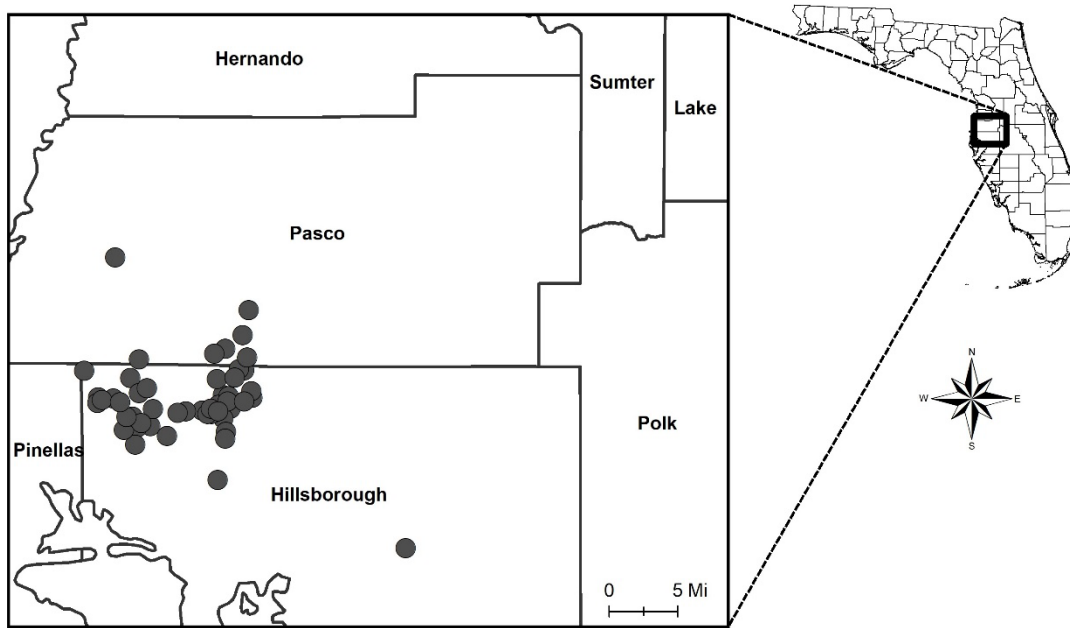 Hernando
Sumter
Lake
Pasco
Pinellas
Hillsborough
Polk
0 5 Mi
N
W E
S